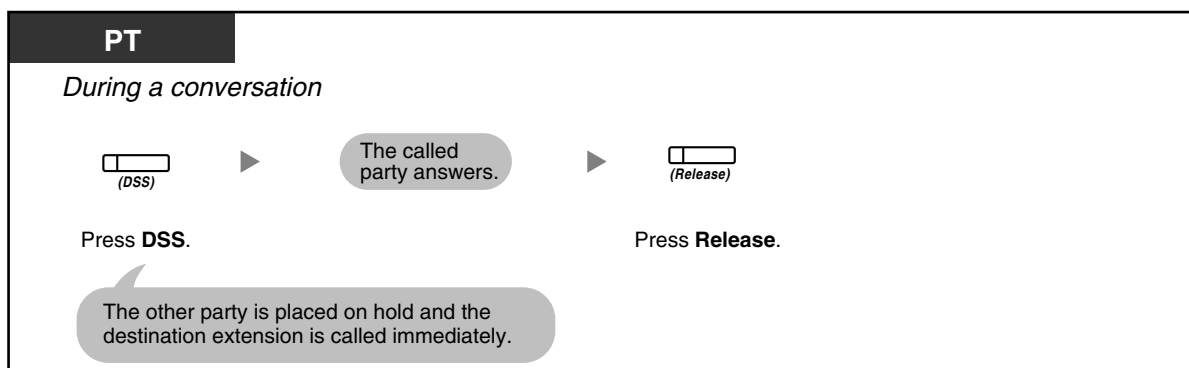 PT
During a conversation
(DSS)
The called
party answers.
(Release)
Press DSS.
Press Release.
The other party is placed on hold and the
destination extension is called immediately.